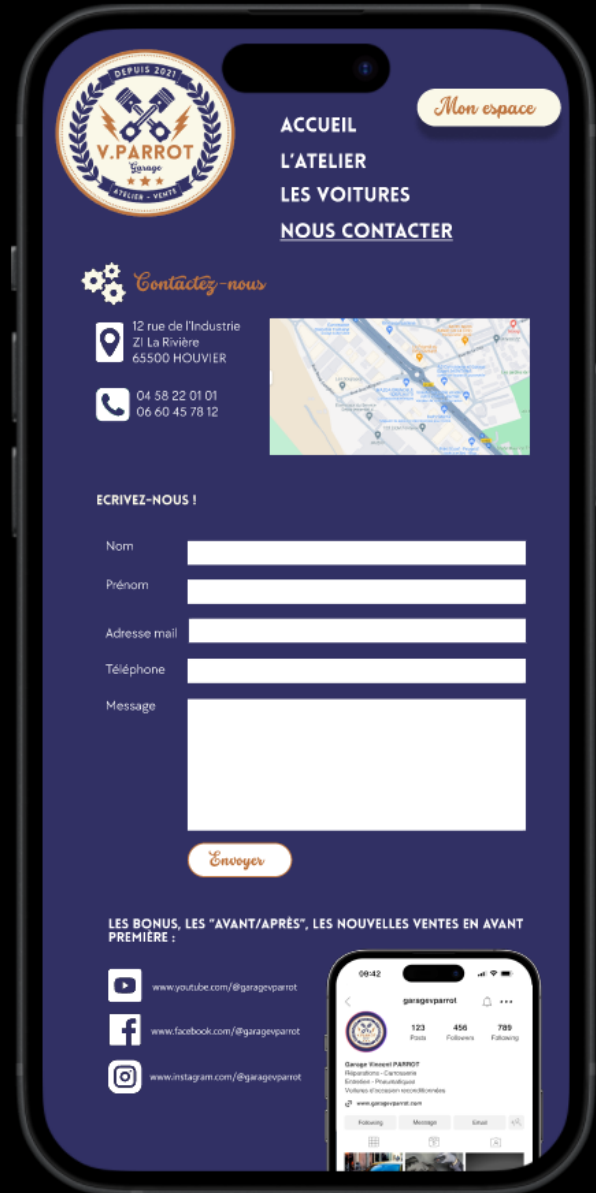 DEPUIS 2021
V.PARROT
Garage
ATELIER - VENTE
Mon espace
ACCUEIL
L'ATELIER
LES VOITURES
NOUS CONTACTER
Contactez-nous
12 rue de l'Industrie
ZI La Rivière
65500 HOUVIER
04 58 22 01 01
06 60 45 78 12
ECRIVEZ-NOUS !
Nom
Prénom
Adresse mail
Téléphone
Message
Envoyer
LES BONUS, LES "AVANT/APRÈS", LES NOUVELLES VENTES EN AVANT
PREMIÈRE :
www.youtube.com/@garagevparrot
www.facebook.com/@garagevparrot
www.instagram.com/@garagevparrot
09:42
garagevparrot
123 456 789
Posts Followers Following
Garage Vincent PARROT
Réparations - Carrosserie
Entretien - Pneumatiques
Voitures d'occasion reconditionnées
www.garagevparrot.com
Following Message Email